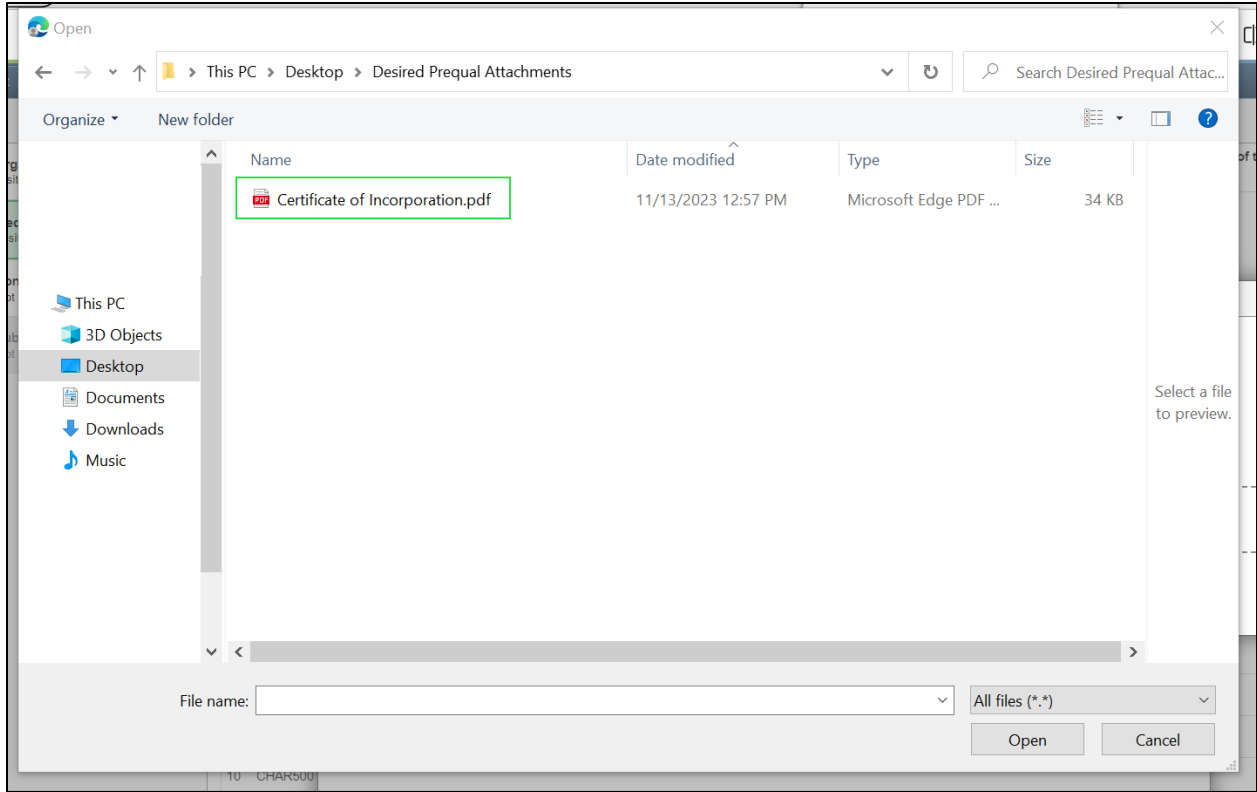 Open
This PC > Desktop > Desired Prequal Attachments
Search Desired Prequal Attac...
Organize
New folder
Name
Date modified
Type
Size
Certificate of Incorporation.pdf
11/13/2023 12:57 PM
Microsoft Edge PDF ...
34 KB
This PC
3D Objects
Desktop
Documents
Downloads
Music
Select a file
to preview.
File name:
All files (*.*)
Open
Cancel
10 CHAR500